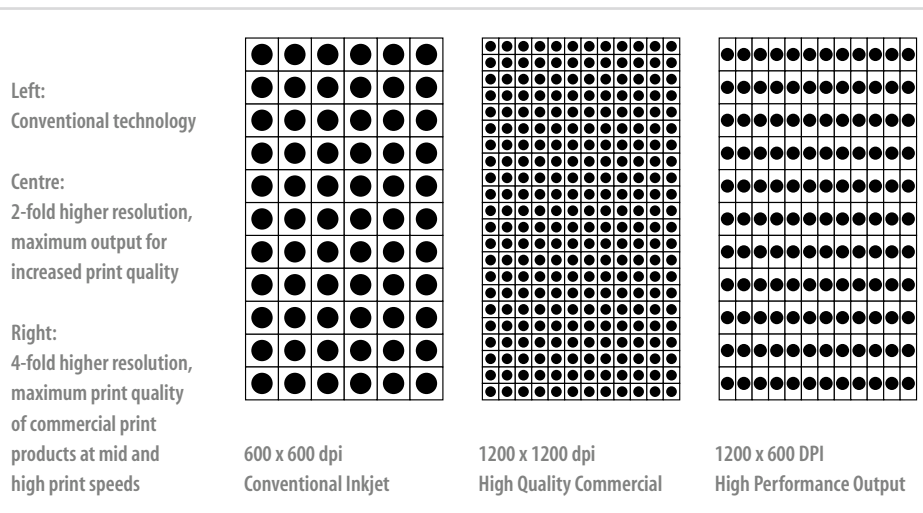 Left:
Conventional technology
Centre:
2-fold higher resolution,
maximum output for
increased print quality
Right:
4-fold higher resolution,
maximum print quality
of commercial print
products at mid and
high print speeds
600 x 600 dpi
Conventional Inkjet
1200 x 1200 dpi
High Quality Commercial
1200 x 600 DPI
High Performance Output